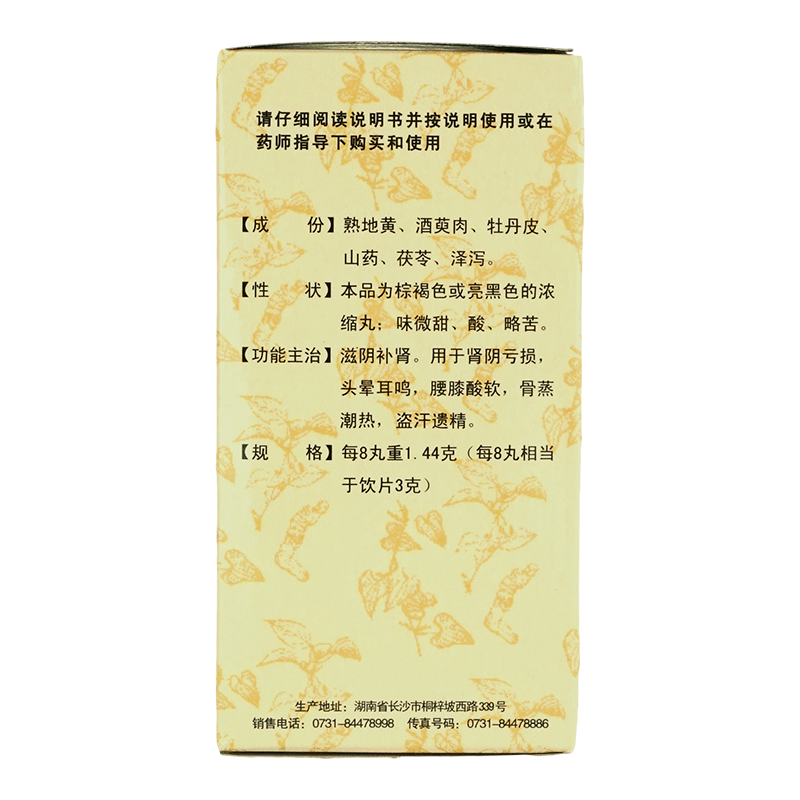 请仔细阅读说明书并按说明使用或在
药师指导下购买和使用
【成 份】熟地黄、酒萸肉、牡丹皮、
山药、茯苓、泽泻。
【性 状】本品为棕褐色或亮黑色的浓
缩丸；味微甜、酸、略苦。
【功能主治】滋阴补肾。用于肾阴亏损，
头晕耳鸣，腰膝酸软，骨蒸
潮热，盗汗遗精。
【规 格】每8丸重1.44克（每8丸相当
于饮片3克）
生产地址：湖南省长沙市桐梓坡西路339号
销售电话：0731-84478998 传真号码：0731-84478886